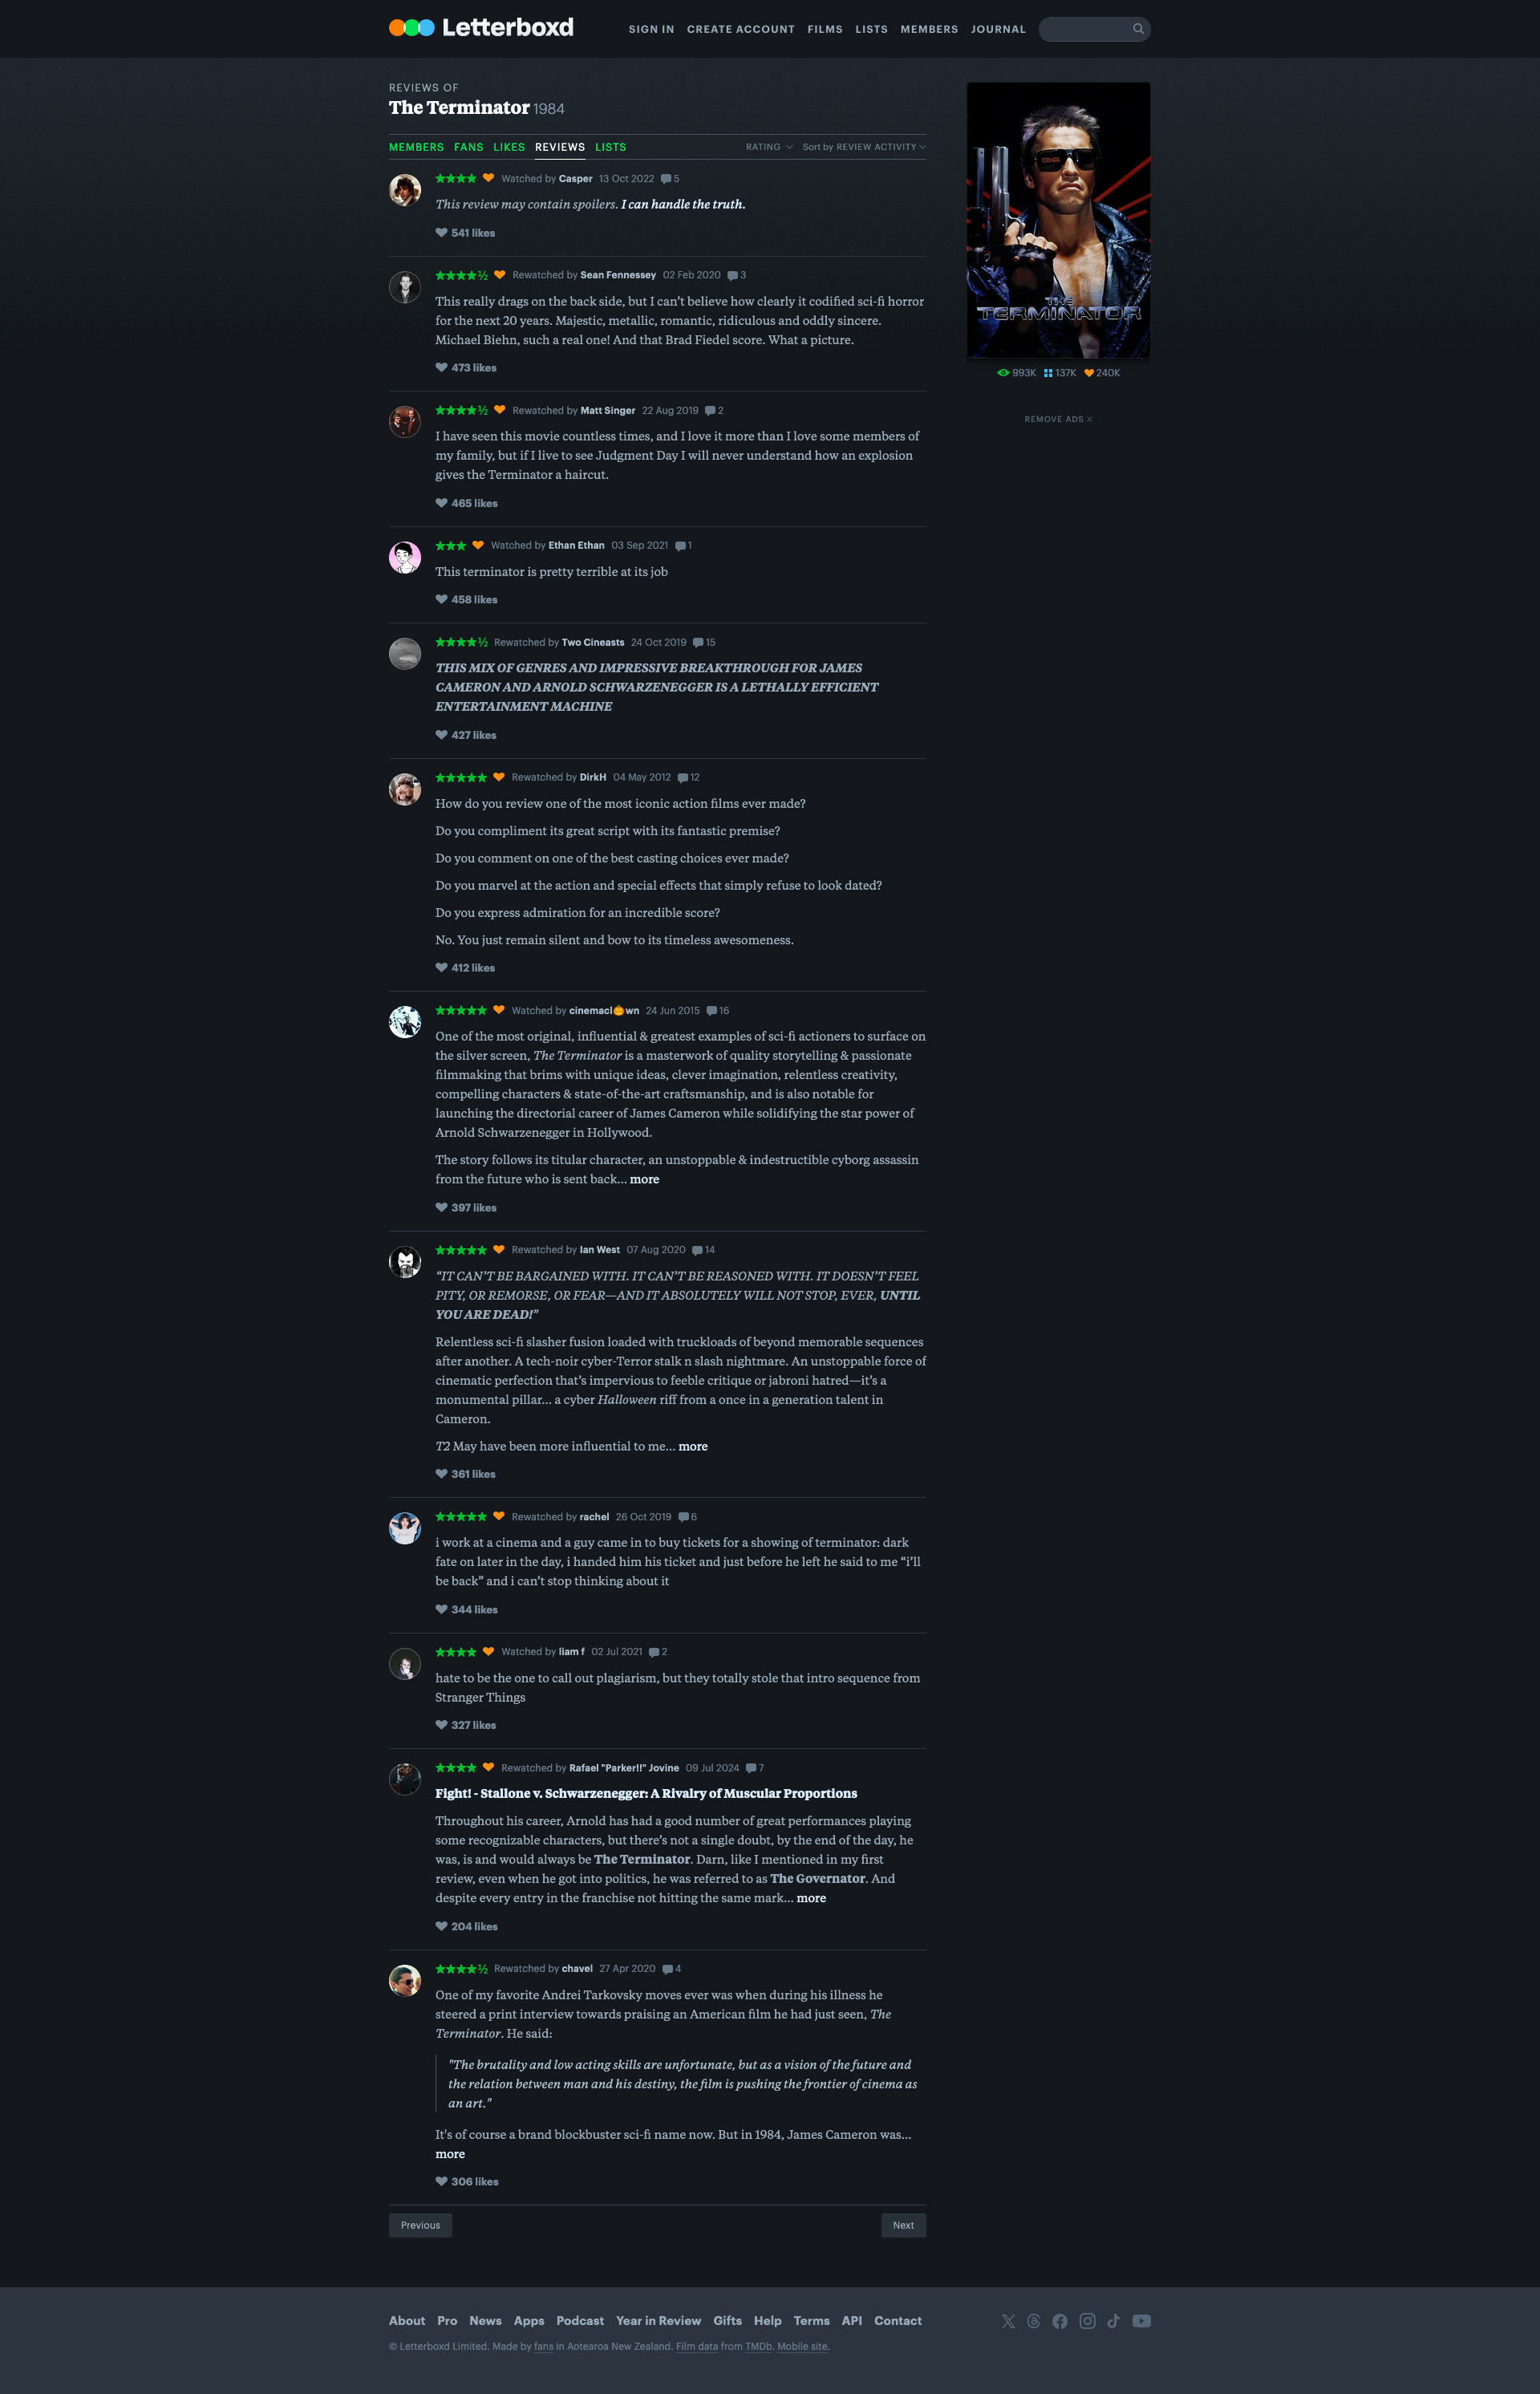 Letterboxd
SIGN IN CREATE ACCOUNT FILMS LISTS MEMBERS JOURNAL
REVIEWS OF
The Terminator 1984
MEMBERS FANS LIKES REVIEWS LISTS RATING Sort by REVIEW ACTIVITY
★★★★ Watched by Casper 13 Oct 2022 5
This review may contain spoilers. I can handle the truth.
541 likes
★★★★½ Rewatched by Sean Fennessey 02 Feb 2020 3
This really drags on the back side, but I can’t believe how clearly it codified sci-fi horror
for the next 20 years. Majestic, metallic, romantic, ridiculous and oddly sincere.
Michael Biehn, such a real one! And that Brad Fiedel score. What a picture.
473 likes
★★★★½ Rewatched by Matt Singer 22 Aug 2019 2
I have seen this movie countless times, and I love it more than I love some members of
my family, but if I live to see Judgment Day I will never understand how an explosion
gives the Terminator a haircut.
465 likes
★★★ Watched by Ethan Ethan 03 Sep 2021 1
This terminator is pretty terrible at its job
458 likes
★★★★½ Rewatched by Two Cineasts 24 Oct 2019 15
THIS MIX OF GENRES AND IMPRESSIVE BREAKTHROUGH FOR JAMES
CAMERON AND ARNOLD SCHWARZENEGGER IS A LETHALLY EFFICIENT
ENTERTAINMENT MACHINE
427 likes
★★★★★ Rewatched by DirkH 04 May 2012 12
How do you review one of the most iconic action films ever made?
Do you compliment its great script with its fantastic premise?
Do you comment on one of the best casting choices ever made?
Do you marvel at the action and special effects that simply refuse to look dated?
Do you express admiration for an incredible score?
No. You just remain silent and bow to its timeless awesomeness.
412 likes
★★★★★ Watched by cinemacl🎃wn 24 Jun 2015 16
One of the most original, influential & greatest examples of sci-fi actioners to surface on
the silver screen, The Terminator is a masterwork of quality storytelling & passionate
filmmaking that brims with unique ideas, clever imagination, relentless creativity,
compelling characters & state-of-the-art craftsmanship, and is also notable for
launching the directorial career of James Cameron while solidifying the star power of
Arnold Schwarzenegger in Hollywood.
The story follows its titular character, an unstoppable & indestructible cyborg assassin
from the future who is sent back… more
397 likes
★★★★★ Rewatched by Ian West 07 Aug 2020 14
“IT CAN’T BE BARGAINED WITH. IT CAN’T BE REASONED WITH. IT DOESN’T FEEL
PITY, OR REMORSE, OR FEAR—AND IT ABSOLUTELY WILL NOT STOP, EVER, UNTIL
YOU ARE DEAD!”
Relentless sci-fi slasher fusion loaded with truckloads of beyond memorable sequences
after another. A tech-noir cyber-Terror stalk n slash nightmare. An unstoppable force of
cinematic perfection that’s impervious to feeble critique or jabroni hatred—it’s a
monumental pillar… a cyber Halloween riff from a once in a generation talent in
Cameron.
T2 May have been more influential to me… more
361 likes
★★★★★ Rewatched by rachel 26 Oct 2019 6
i work at a cinema and a guy came in to buy tickets for a showing of terminator: dark
fate on later in the day, i handed him his ticket and just before he left he said to me “i’ll
be back” and i can’t stop thinking about it
344 likes
★★★★ Watched by liam f 02 Jul 2021 2
hate to be the one to call out plagiarism, but they totally stole that intro sequence from
Stranger Things
327 likes
★★★★ Rewatched by Rafael "Parker!!" Jovine 09 Jul 2024 7
Fight! - Stallone v. Schwarzenegger: A Rivalry of Muscular Proportions
Throughout his career, Arnold has had a good number of great performances playing
some recognizable characters, but there’s not a single doubt, by the end of the day, he
was, is and would always be The Terminator. Darn, like I mentioned in my first
review, even when he got into politics, he was referred to as The Governator. And
despite every entry in the franchise not hitting the same mark… more
204 likes
★★★★½ Rewatched by chavel 27 Apr 2020 4
One of my favorite Andrei Tarkovsky moves ever was when during his illness he
steered a print interview towards praising an American film he had just seen, The
Terminator. He said:
"The brutality and low acting skills are unfortunate, but as a vision of the future and
the relation between man and his destiny, the film is pushing the frontier of cinema as
an art."
It's of course a brand blockbuster sci-fi name now. But in 1984, James Cameron was…
more
306 likes
Previous Next
THE
TERMINATOR
993K 137K 240K
REMOVE ADS
About Pro News Apps Podcast Year in Review Gifts Help Terms API Contact
© Letterboxd Limited. Made by fans in Aotearoa New Zealand. Film data from TMDb. Mobile site.